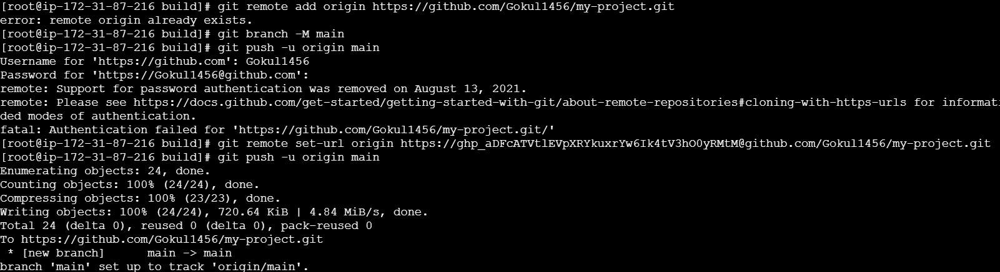 [root@ip-172-31-87-216 build]# git remote add origin https://github.com/Gokul1456/my-project.git
error: remote origin already exists.
[root@ip-172-31-87-216 build]# git branch -M main
[root@ip-172-31-87-216 build]# git push -u origin main
Username for 'https://github.com': Gokul1456
Password for 'https://Gokul1456@github.com':
remote: Support for password authentication was removed on August 13, 2021.
remote: Please see https://docs.github.com/get-started/getting-started-with-git/about-remote-repositories#cloning-with-https-urls for informati
ded modes of authentication.
fatal: Authentication failed for 'https://github.com/Gokul1456/my-project.git/'
[root@ip-172-31-87-216 build]# git remote set-url origin https://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@github.com/Gokul1456/my-project.git
[root@ip-172-31-87-216 build]# git push -u origin main
Enumerating objects: 24, done.
Counting objects: 100% (24/24), done.
Compressing objects: 100% (23/23), done.
Writing objects: 100% (24/24), 720.64 KiB | 4.84 MiB/s, done.
Total 24 (delta 0), reused 0 (delta 0), pack-reused 0
To https://github.com/Gokul1456/my-project.git
 * [new branch]      main -> main
branch 'main' set up to track 'origin/main'.